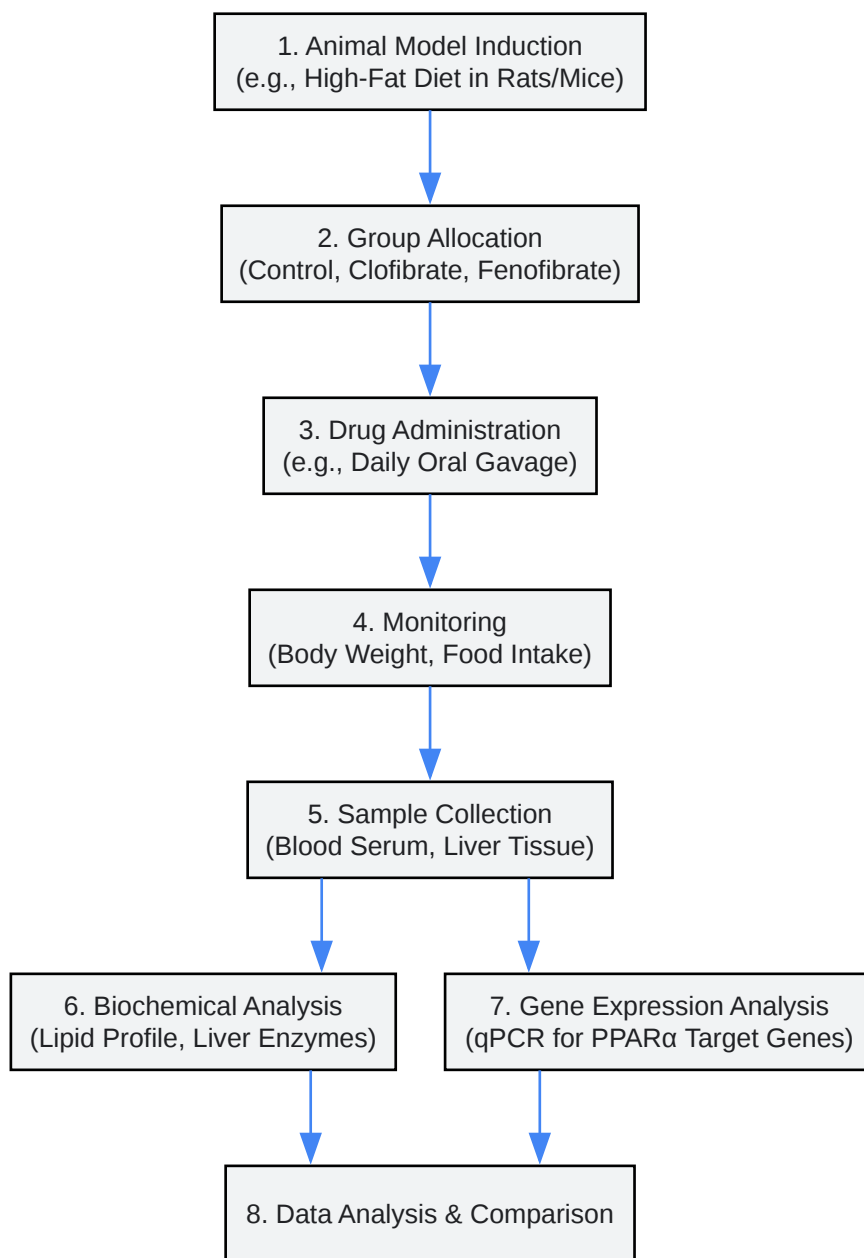 1. Animal Model Induction
(e.g., High-Fat Diet in Rats/Mice)
2. Group Allocation
(Control, Clofibrate, Fenofibrate)
3. Drug Administration
(e.g., Daily Oral Gavage)
4. Monitoring
(Body Weight, Food Intake)
5. Sample Collection
(Blood Serum, Liver Tissue)
6. Biochemical Analysis
(Lipid Profile, Liver Enzymes)
7. Gene Expression Analysis
(qPCR for PPARα Target Genes)
8. Data Analysis & Comparison